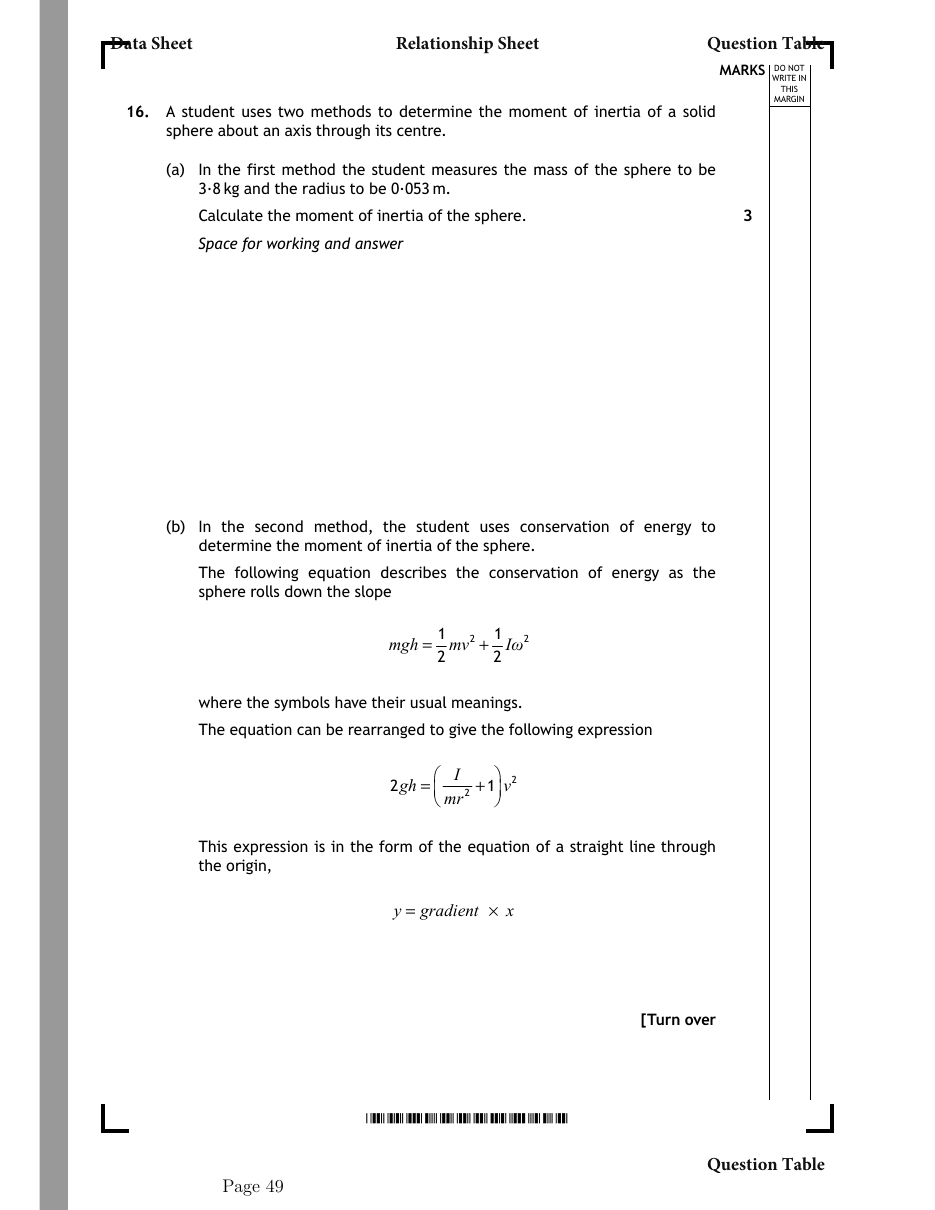 Data Sheet Relationship Sheet Question Table
MARKS
DO NOT
WRITE IN
THIS
MARGIN
16. A student uses two methods to determine the moment of inertia of a solid
sphere about an axis through its centre.
(a) In the first method the student measures the mass of the sphere to be
3·8 kg and the radius to be 0·053 m.
Calculate the moment of inertia of the sphere. 3
Space for working and answer
(b) In the second method, the student uses conservation of energy to
determine the moment of inertia of the sphere.
The following equation describes the conservation of energy as the
sphere rolls down the slope
mgh = 1/2 mv² + 1/2 Iω²
where the symbols have their usual meanings.
The equation can be rearranged to give the following expression
2gh = (I/mr² + 1)v²
This expression is in the form of the equation of a straight line through
the origin,
y = gradient × x
[Turn over
Question Table
Page 49